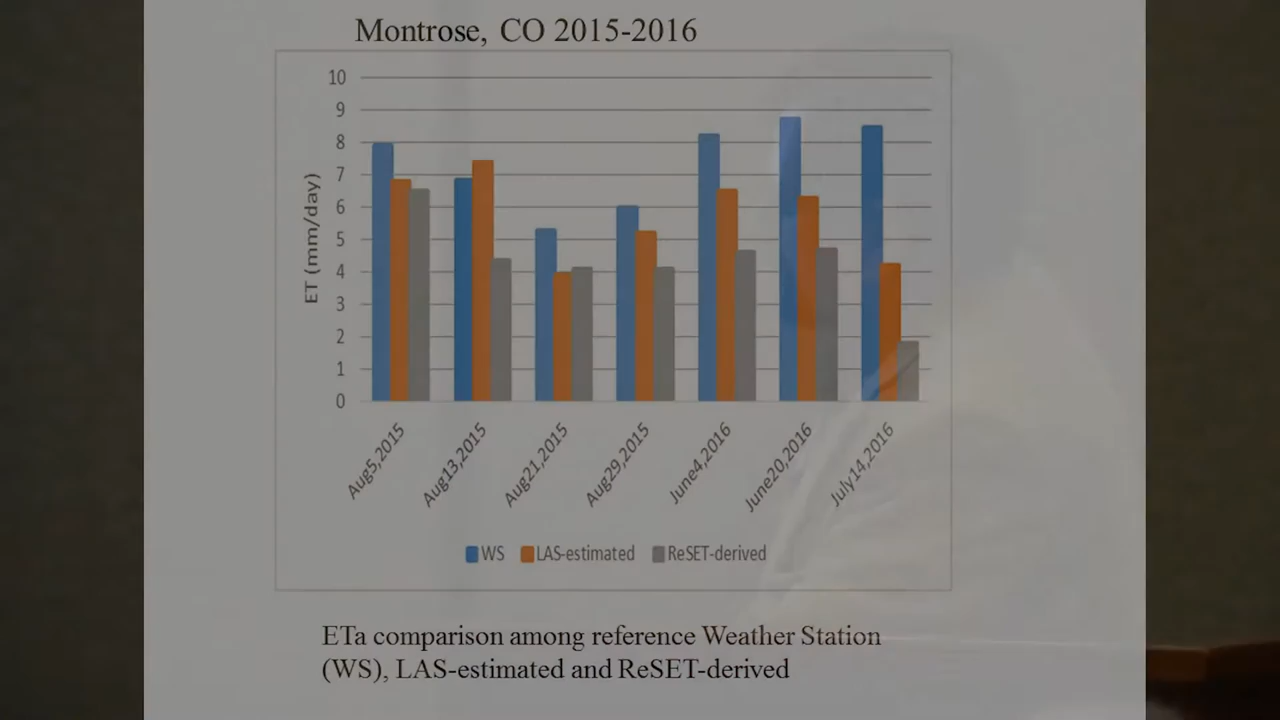 Montrose, CO 2015-2016
10
9
8
7
6
5
4
3
2
1
0
ET (mm/day)
Aug5,2015
Aug13,2015
Aug21,2015
Aug29,2015
June4,2016
June20,2016
July14,2016
WS LAS-estimated ReSET-derived
ETa comparison among reference Weather Station
(WS), LAS-estimated and ReSET-derived